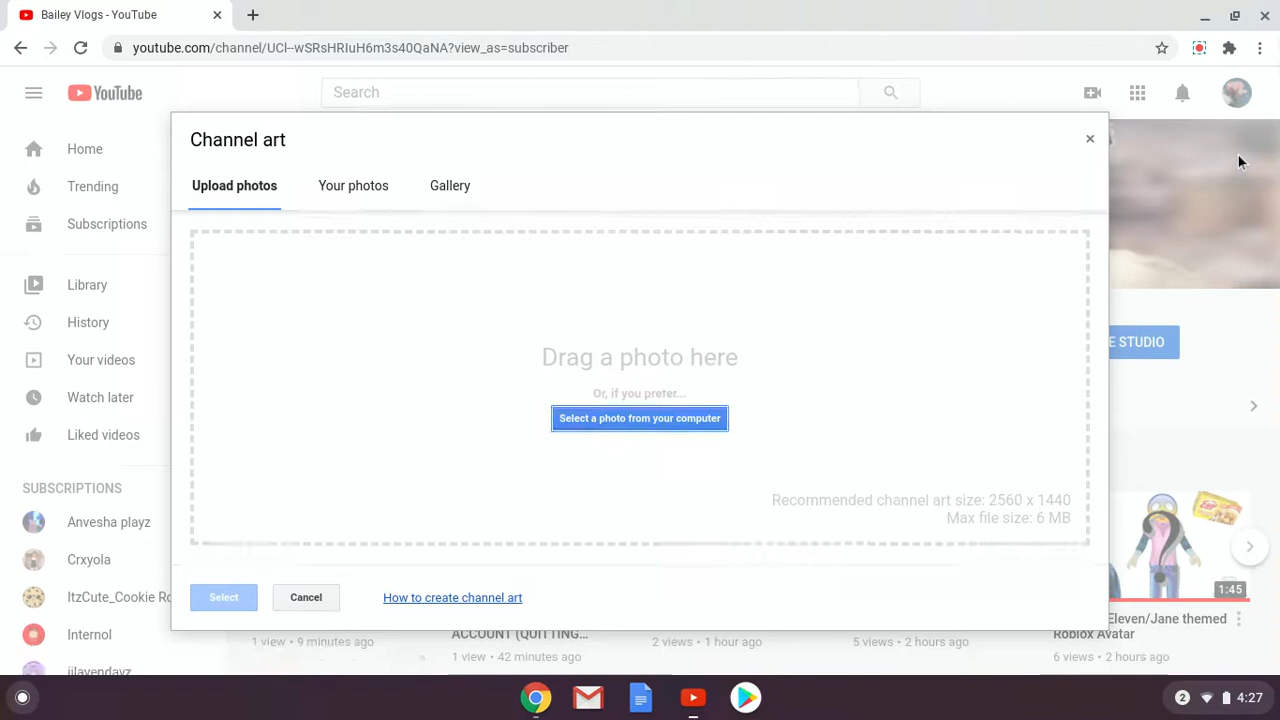 Bailey Vlogs - YouTube
youtube.com/channel/UCl--wSRsHRIuH6m3s40QaNA?view_as=subscriber
YouTube
Search
Channel art
Upload photos
Your photos
Gallery
Home
Trending
Subscriptions
Library
History
Your videos
Watch later
Liked videos
SUBSCRIPTIONS
Anvesha playz
Crxyola
ItzCute_Cookie Ro
Internol
iilavendayz
Drag a photo here
Or, if you prefer...
Select a photo from your computer
Recommended channel art size: 2560 x 1440
Max file size: 6 MB
Select
Cancel
How to create channel art
E STUDIO
1:45
1 view • 9 minutes ago
ACCOUNT (QUITTING...
1 view • 42 minutes ago
2 views • 1 hour ago
5 views • 2 hours ago
Eleven/Jane themed
Roblox Avatar
6 views • 2 hours ago
2
4:27